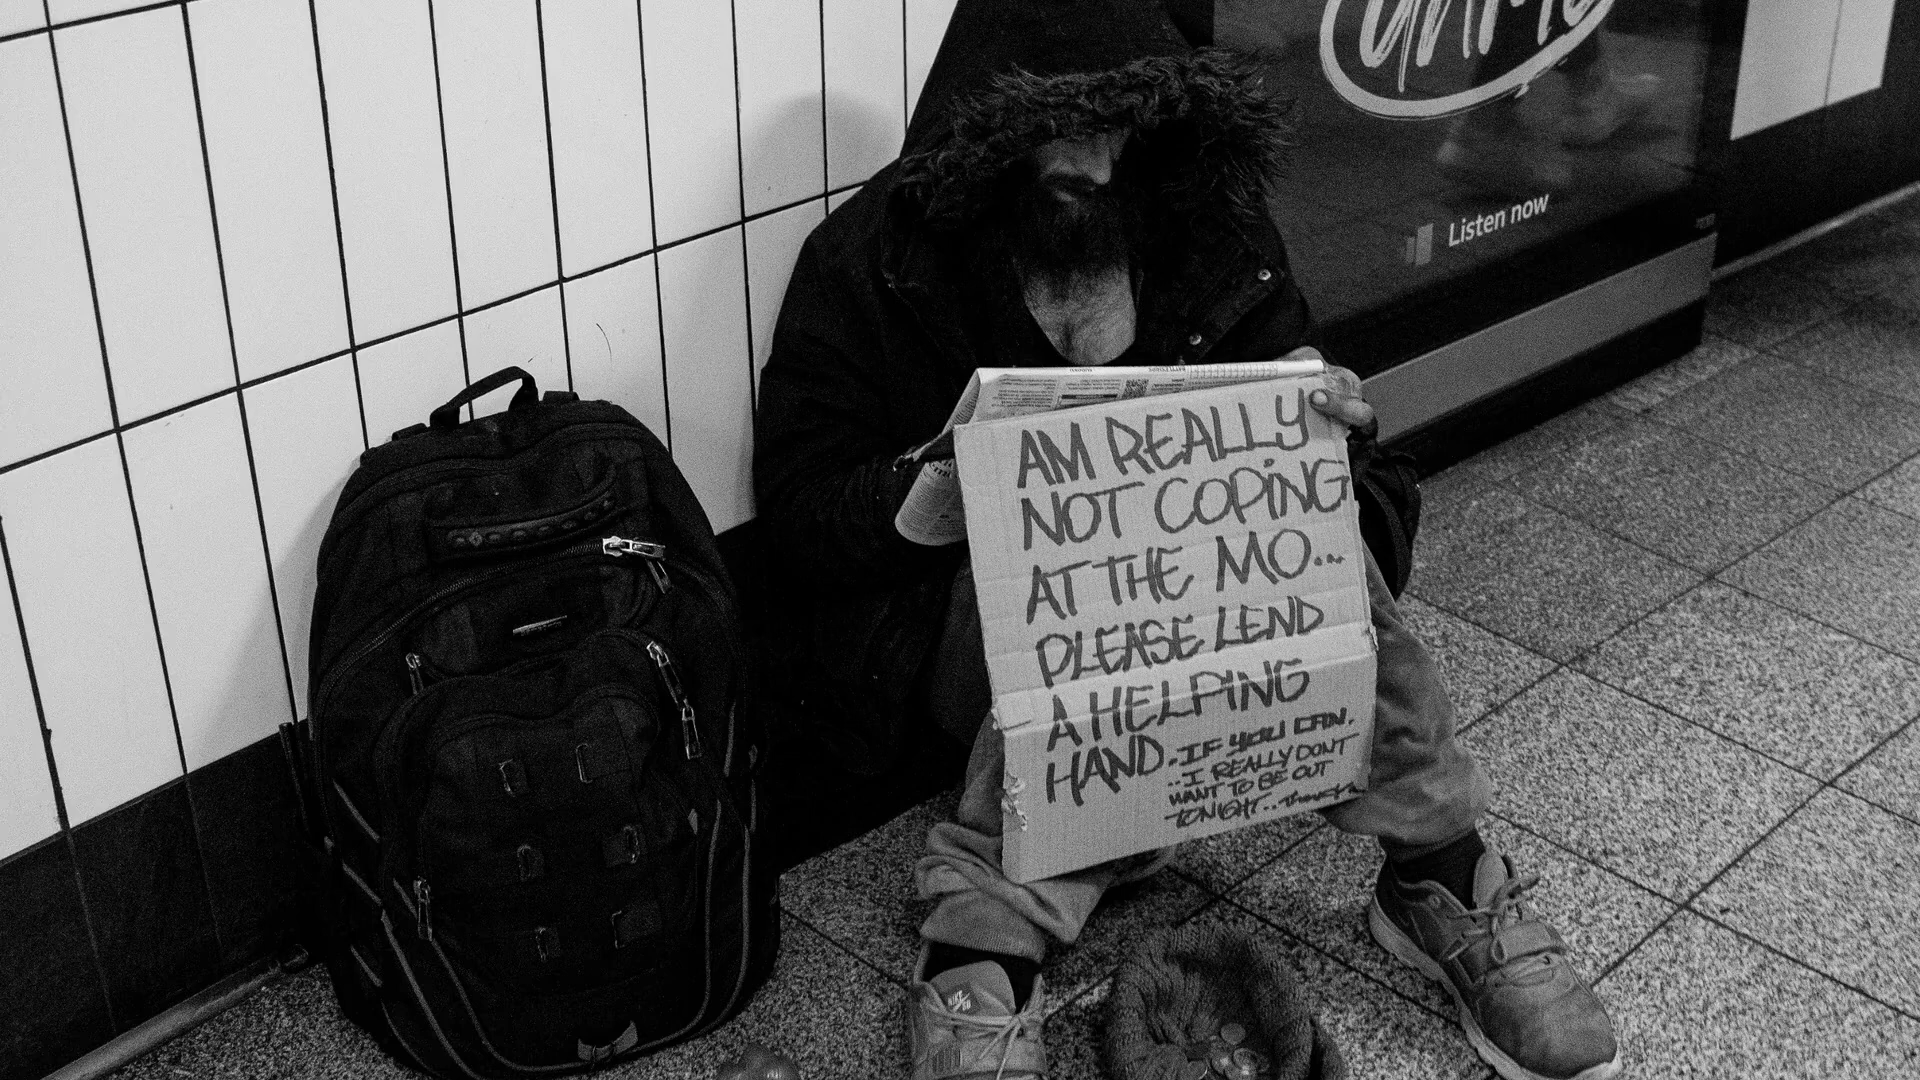 Listen now
AM REALLY
NOT COPiNG
AT THE MO...
PLEASE LEND
A HELPING
HAND. IF YOU CAN.
...I REALLY DONT
WANT TO BE OUT
TONIGHT..
NIKE